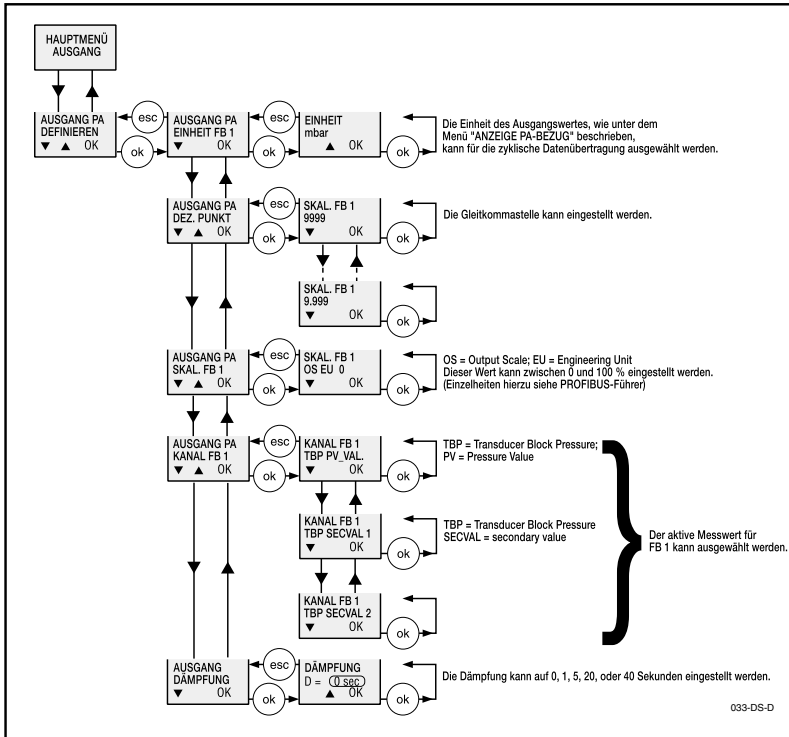 HAUPTMENÜ
AUSGANG
AUSGANG PA
DEFINIEREN
▼ ▲ OK
esc
ok
AUSGANG PA
EINHEIT FB 1
▼ OK
esc
ok
EINHEIT
mbar
▲ OK
ok
Die Einheit des Ausgangswertes, wie unter dem
Menü "ANZEIGE PA-BEZUG" beschrieben,
kann für die zyklische Datenübertragung ausgewählt werden.
AUSGANG PA
DEZ. PUNKT
▼ ▲ OK
esc
ok
SKAL. FB 1
9999
▼ OK
ok
Die Gleitkommastelle kann eingestellt werden.
SKAL. FB 1
9.999
▼ OK
ok
AUSGANG PA
SKAL. FB 1
▼ ▲ OK
esc
ok
SKAL. FB 1
OS EU 0
▼ OK
ok
OS = Output Scale; EU = Engineering Unit
Dieser Wert kann zwischen 0 und 100 % eingestellt werden.
(Einzelheiten hierzu siehe PROFIBUS-Führer)
AUSGANG PA
KANAL FB 1
▼ ▲ OK
esc
ok
KANAL FB 1
TBP PV_VAL.
▼ OK
ok
TBP = Transducer Block Pressure;
PV = Pressure Value
KANAL FB 1
TBP SECVAL 1
▼ OK
ok
TBP = Transducer Block Pressure
SECVAL = secondary value
Der aktive Messwert für
FB 1 kann ausgewählt werden.
KANAL FB 1
TBP SECVAL 2
▼ OK
ok
AUSGANG
DÄMPFUNG
▼ OK
esc
ok
DÄMPFUNG
D = 0 sec
▲ OK
ok
Die Dämpfung kann auf 0, 1, 5, 20, oder 40 Sekunden eingestellt werden.
033-DS-D